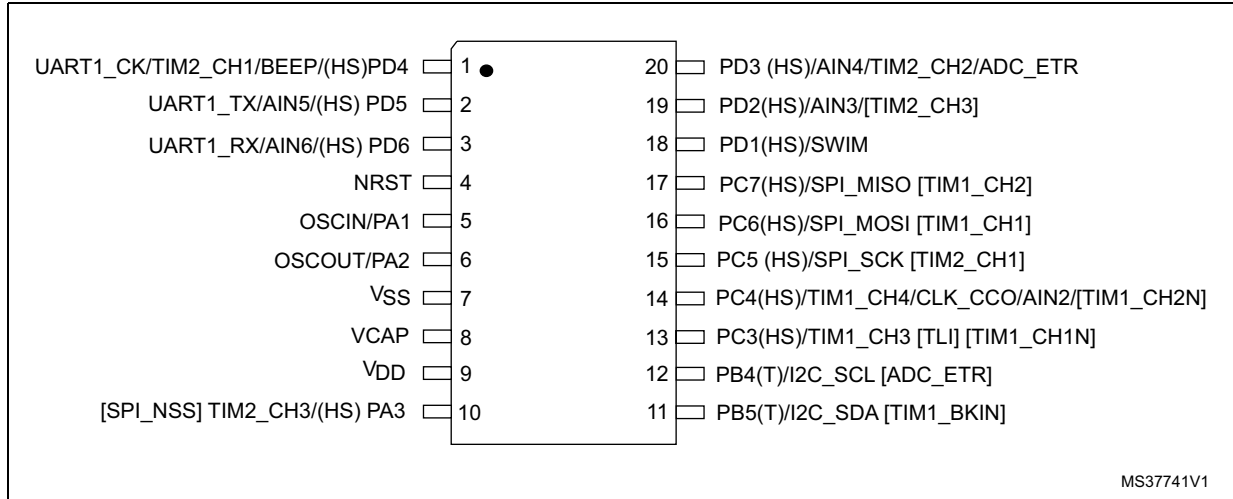 UART1_CK/TIM2_CH1/BEEP/(HS)PD4 1 20 PD3 (HS)/AIN4/TIM2_CH2/ADC_ETR
UART1_TX/AIN5/(HS) PD5 2 19 PD2(HS)/AIN3/[TIM2_CH3]
UART1_RX/AIN6/(HS) PD6 3 18 PD1(HS)/SWIM
NRST 4 17 PC7(HS)/SPI_MISO [TIM1_CH2]
OSCIN/PA1 5 16 PC6(HS)/SPI_MOSI [TIM1_CH1]
OSCOUT/PA2 6 15 PC5 (HS)/SPI_SCK [TIM2_CH1]
VSS 7 14 PC4(HS)/TIM1_CH4/CLK_CCO/AIN2/[TIM1_CH2N]
VCAP 8 13 PC3(HS)/TIM1_CH3 [TLI] [TIM1_CH1N]
VDD 9 12 PB4(T)/I2C_SCL [ADC_ETR]
[SPI_NSS] TIM2_CH3/(HS) PA3 10 11 PB5(T)/I2C_SDA [TIM1_BKIN]
MS37741V1